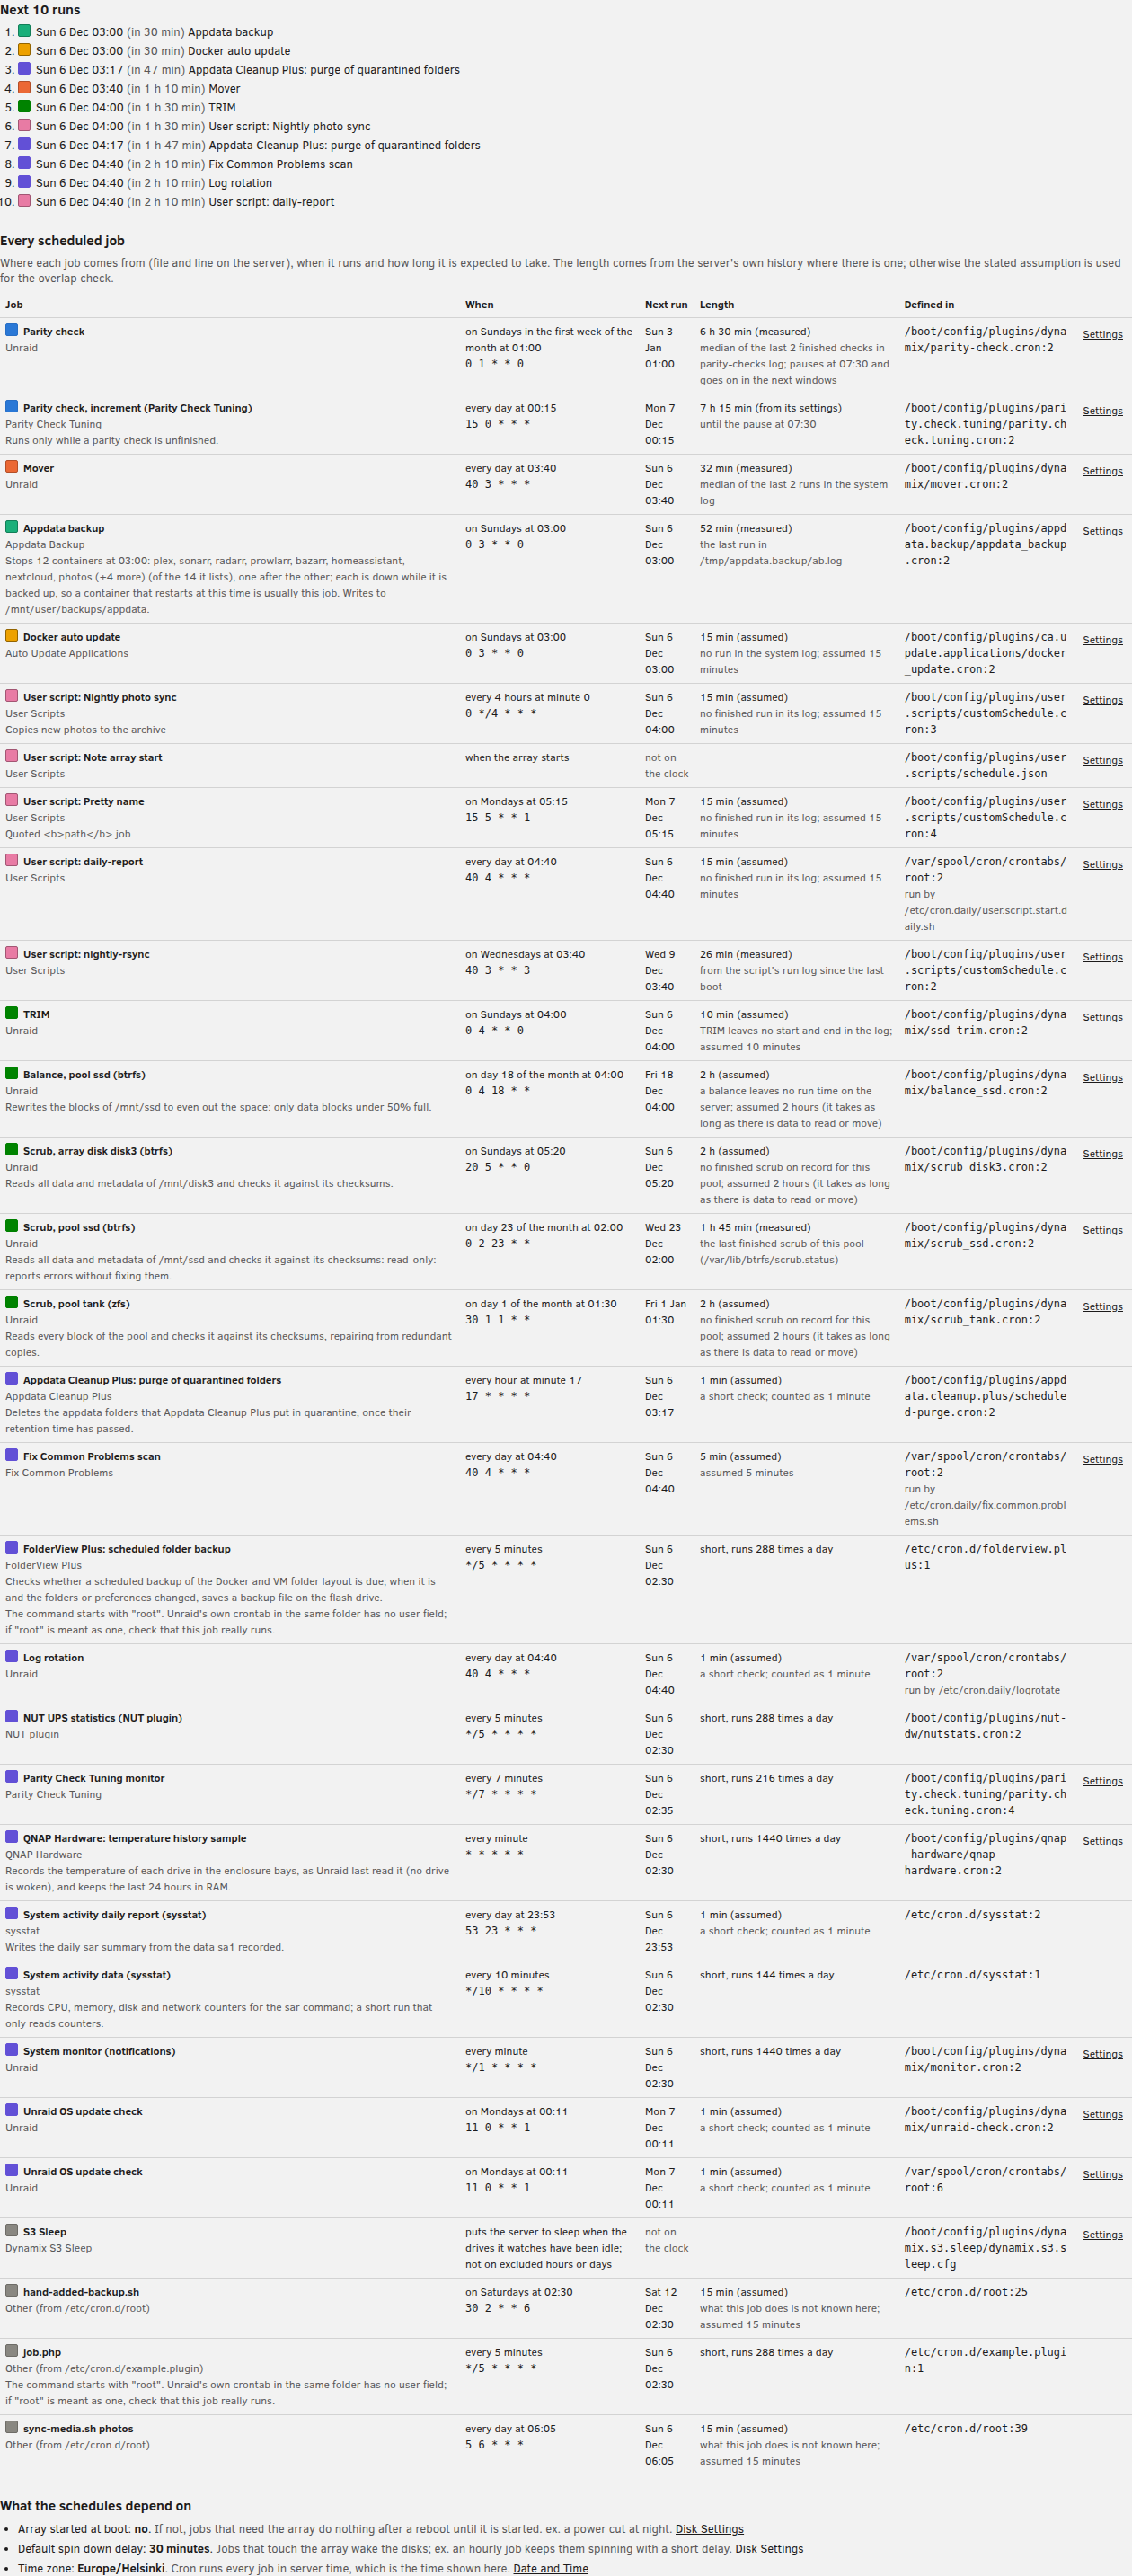 Next 10 runs
1. Sun 6 Dec 03:00 (in 30 min) Appdata backup
2. Sun 6 Dec 03:00 (in 30 min) Docker auto update
3. Sun 6 Dec 03:17 (in 47 min) Appdata Cleanup Plus: purge of quarantined folders
4. Sun 6 Dec 03:40 (in 1 h 10 min) Mover
5. Sun 6 Dec 04:00 (in 1 h 30 min) TRIM
6. Sun 6 Dec 04:00 (in 1 h 30 min) User script: Nightly photo sync
7. Sun 6 Dec 04:17 (in 1 h 47 min) Appdata Cleanup Plus: purge of quarantined folders
8. Sun 6 Dec 04:40 (in 2 h 10 min) Fix Common Problems scan
9. Sun 6 Dec 04:40 (in 2 h 10 min) Log rotation
10. Sun 6 Dec 04:40 (in 2 h 10 min) User script: daily-report
Every scheduled job
Where each job comes from (file and line on the server), when it runs and how long it is expected to take. The length comes from the server's own history where there is one; otherwise the stated assumption is used
for the overlap check.
Job When Next run Length Defined in
Parity check on Sundays in the first week of the Sun 3 6 h 30 min (measured) /boot/config/plugins/dyna Settings
Unraid month at 01:00 Jan median of the last 2 finished checks in mix/parity-check.cron:2
0 1 * * 0 01:00 parity-checks.log; pauses at 07:30 and
goes on in the next windows
Parity check, increment (Parity Check Tuning) every day at 00:15 Mon 7 7 h 15 min (from its settings) /boot/config/plugins/pari Settings
Parity Check Tuning 15 0 * * * Dec until the pause at 07:30 ty.check.tuning/parity.ch
Runs only while a parity check is unfinished. 00:15 eck.tuning.cron:2
Mover every day at 03:40 Sun 6 32 min (measured) /boot/config/plugins/dyna Settings
Unraid 40 3 * * * Dec median of the last 2 runs in the system mix/mover.cron:2
03:40 log
Appdata backup on Sundays at 03:00 Sun 6 52 min (measured) /boot/config/plugins/appd Settings
Appdata Backup 0 3 * * 0 Dec the last run in ata.backup/appdata_backup
Stops 12 containers at 03:00: plex, sonarr, radarr, prowlarr, bazarr, homeassistant, 03:00 /tmp/appdata.backup/ab.log .cron:2
nextcloud, photos (+4 more) (of the 14 it lists), one after the other; each is down while it is
backed up, so a container that restarts at this time is usually this job. Writes to
/mnt/user/backups/appdata.
Docker auto update on Sundays at 03:00 Sun 6 15 min (assumed) /boot/config/plugins/ca.u Settings
Auto Update Applications 0 3 * * 0 Dec no run in the system log; assumed 15 pdate.applications/docker
03:00 minutes _update.cron:2
User script: Nightly photo sync every 4 hours at minute 0 Sun 6 15 min (assumed) /boot/config/plugins/user Settings
User Scripts 0 */4 * * * Dec no finished run in its log; assumed 15 .scripts/customSchedule.c
Copies new photos to the archive 04:00 minutes ron:3
User script: Note array start when the array starts not on /boot/config/plugins/user Settings
User Scripts the clock .scripts/schedule.json
User script: Pretty name on Mondays at 05:15 Mon 7 15 min (assumed) /boot/config/plugins/user Settings
User Scripts 15 5 * * 1 Dec no finished run in its log; assumed 15 .scripts/customSchedule.c
Quoted <b>path</b> job 05:15 minutes ron:4
User script: daily-report every day at 04:40 Sun 6 15 min (assumed) /var/spool/cron/crontabs/ Settings
User Scripts 40 4 * * * Dec no finished run in its log; assumed 15 root:2
04:40 minutes run by
/etc/cron.daily/user.script.start.d
aily.sh
User script: nightly-rsync on Wednesdays at 03:40 Wed 9 26 min (measured) /boot/config/plugins/user Settings
User Scripts 40 3 * * 3 Dec from the script's run log since the last .scripts/customSchedule.c
03:40 boot ron:2
TRIM on Sundays at 04:00 Sun 6 10 min (assumed) /boot/config/plugins/dyna Settings
Unraid 0 4 * * 0 Dec TRIM leaves no start and end in the log; mix/ssd-trim.cron:2
04:00 assumed 10 minutes
Balance, pool ssd (btrfs) on day 18 of the month at 04:00 Fri 18 2 h (assumed) /boot/config/plugins/dyna Settings
Unraid 0 4 18 * * Dec a balance leaves no run time on the mix/balance_ssd.cron:2
Rewrites the blocks of /mnt/ssd to even out the space: only data blocks under 50% full. 04:00 server; assumed 2 hours (it takes as
long as there is data to read or move)
Scrub, array disk disk3 (btrfs) on Sundays at 05:20 Sun 6 2 h (assumed) /boot/config/plugins/dyna Settings
Unraid 20 5 * * 0 Dec no finished scrub on record for this mix/scrub_disk3.cron:2
Reads all data and metadata of /mnt/disk3 and checks it against its checksums. 05:20 pool; assumed 2 hours (it takes as long
as there is data to read or move)
Scrub, pool ssd (btrfs) on day 23 of the month at 02:00 Wed 23 1 h 45 min (measured) /boot/config/plugins/dyna Settings
Unraid 0 2 23 * * Dec the last finished scrub of this pool mix/scrub_ssd.cron:2
Reads all data and metadata of /mnt/ssd and checks it against its checksums: read-only: 02:00 (/var/lib/btrfs/scrub.status)
reports errors without fixing them.
Scrub, pool tank (zfs) on day 1 of the month at 01:30 Fri 1 Jan 2 h (assumed) /boot/config/plugins/dyna Settings
Unraid 30 1 1 * * 01:30 no finished scrub on record for this mix/scrub_tank.cron:2
Reads every block of the pool and checks it against its checksums, repairing from redundant pool; assumed 2 hours (it takes as long
copies. as there is data to read or move)
Appdata Cleanup Plus: purge of quarantined folders every hour at minute 17 Sun 6 1 min (assumed) /boot/config/plugins/appd
Appdata Cleanup Plus 17 * * * * Dec a short check; counted as 1 minute ata.cleanup.plus/schedule
Deletes the appdata folders that Appdata Cleanup Plus put in quarantine, once their 03:17 d-purge.cron:2
retention time has passed.
Fix Common Problems scan every day at 04:40 Sun 6 5 min (assumed) /var/spool/cron/crontabs/ Settings
Fix Common Problems 40 4 * * * Dec assumed 5 minutes root:2
04:40 run by
/etc/cron.daily/fix.common.probl
ems.sh
FolderView Plus: scheduled folder backup every 5 minutes Sun 6 short, runs 288 times a day /etc/cron.d/folderview.pl
FolderView Plus */5 * * * * Dec us:1
Checks whether a scheduled backup of the Docker and VM folder layout is due; when it is 02:30
and the folders or preferences changed, saves a backup file on the flash drive.
The command starts with "root". Unraid's own crontab in the same folder has no user field;
if "root" is meant as one, check that this job really runs.
Log rotation every day at 04:40 Sun 6 1 min (assumed) /var/spool/cron/crontabs/
Unraid 40 4 * * * Dec a short check; counted as 1 minute root:2
04:40 run by /etc/cron.daily/logrotate
NUT UPS statistics (NUT plugin) every 5 minutes Sun 6 short, runs 288 times a day /boot/config/plugins/nut-
NUT plugin */5 * * * * Dec dw/nutstats.cron:2
02:30
Parity Check Tuning monitor every 7 minutes Sun 6 short, runs 216 times a day /boot/config/plugins/pari Settings
Parity Check Tuning */7 * * * * Dec ty.check.tuning/parity.ch
02:35 eck.tuning.cron:4
QNAP Hardware: temperature history sample every minute Sun 6 short, runs 1440 times a day /boot/config/plugins/qnap Settings
QNAP Hardware * * * * * Dec -hardware/qnap-
Records the temperature of each drive in the enclosure bays, as Unraid last read it (no drive 02:30 hardware.cron:2
is woken), and keeps the last 24 hours in RAM.
System activity daily report (sysstat) every day at 23:53 Sun 6 1 min (assumed) /etc/cron.d/sysstat:2
sysstat 53 23 * * * Dec a short check; counted as 1 minute
Writes the daily sar summary from the data sa1 recorded. 23:53
System activity data (sysstat) every 10 minutes Sun 6 short, runs 144 times a day /etc/cron.d/sysstat:1
sysstat */10 * * * * Dec
Records CPU, memory, disk and network counters for the sar command; a short run that 02:30
only reads counters.
System monitor (notifications) every minute Sun 6 short, runs 1440 times a day /boot/config/plugins/dyna Settings
Unraid */1 * * * * Dec mix/monitor.cron:2
02:30
Unraid OS update check on Mondays at 00:11 Mon 7 1 min (assumed) /boot/config/plugins/dyna Settings
Unraid 11 0 * * 1 Dec a short check; counted as 1 minute mix/unraid-check.cron:2
00:11
Unraid OS update check on Mondays at 00:11 Mon 7 1 min (assumed) /var/spool/cron/crontabs/ Settings
Unraid 11 0 * * 1 Dec a short check; counted as 1 minute root:6
00:11
S3 Sleep puts the server to sleep when the not on /boot/config/plugins/dyna Settings
Dynamix S3 Sleep drives it watches have been idle; the clock mix.s3.sleep/dynamix.s3.s
not on excluded hours or days leep.cfg
hand-added-backup.sh on Saturdays at 02:30 Sat 12 15 min (assumed) /etc/cron.d/root:25
Other (from /etc/cron.d/root) 30 2 * * 6 Dec what this job does is not known here;
02:30 assumed 15 minutes
job.php every 5 minutes Sun 6 short, runs 288 times a day /etc/cron.d/example.plugi
Other (from /etc/cron.d/example.plugin) */5 * * * * Dec n:1
The command starts with "root". Unraid's own crontab in the same folder has no user field; 02:30
if "root" is meant as one, check that this job really runs.
sync-media.sh photos every day at 06:05 Sun 6 15 min (assumed) /etc/cron.d/root:39
Other (from /etc/cron.d/root) 5 6 * * * Dec what this job does is not known here;
06:05 assumed 15 minutes
What the schedules depend on
• Array started at boot: no. If not, jobs that need the array do nothing after a reboot until it is started. ex. a power cut at night. Disk Settings
• Default spin down delay: 30 minutes. Jobs that touch the array wake the disks; ex. an hourly job keeps them spinning with a short delay. Disk Settings
• Time zone: Europe/Helsinki. Cron runs every job in server time, which is the time shown here. Date and Time